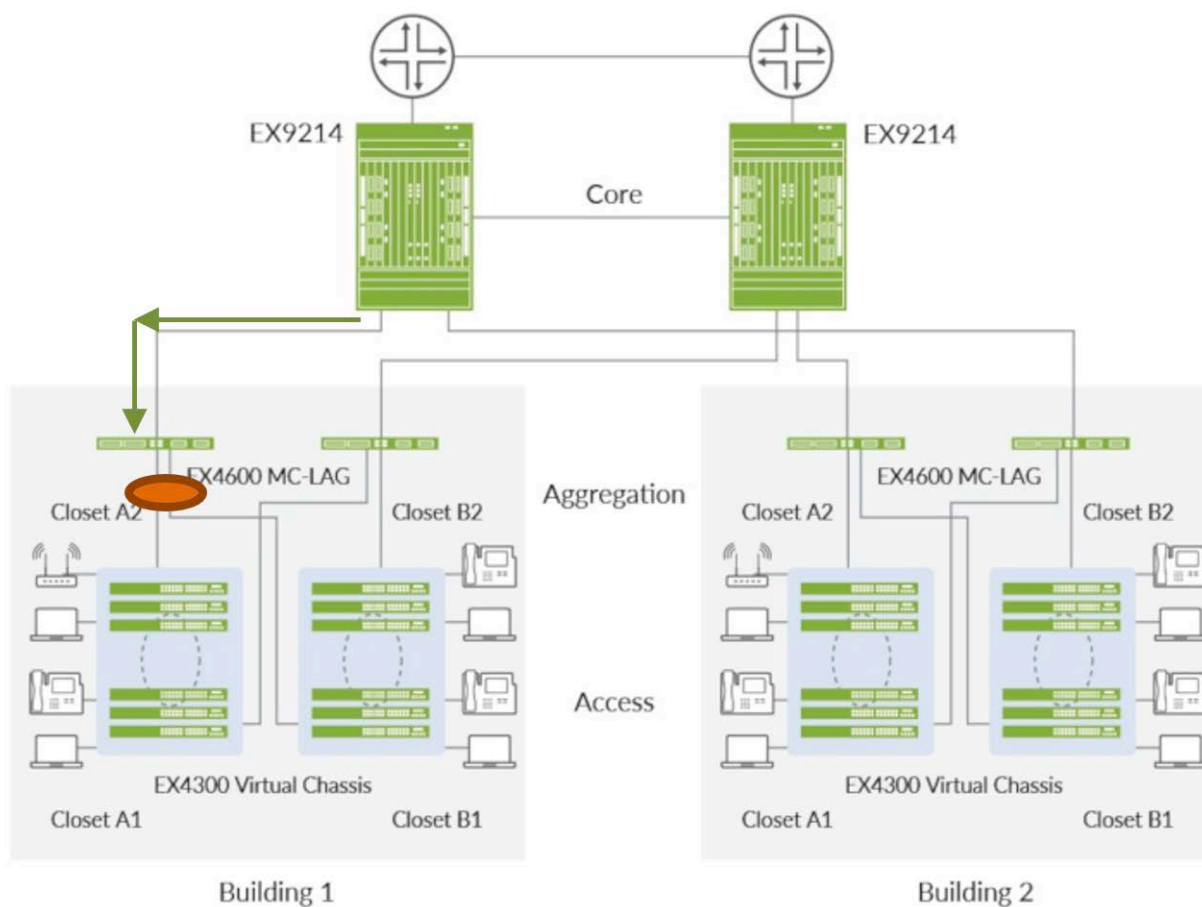 EX9214
EX9214
Core
EX4600 MC-LAG
EX4600 MC-LAG
Aggregation
Closet A2
Closet B2
Closet A2
Closet B2
Access
EX4300 Virtual Chassis
EX4300 Virtual Chassis
Closet A1
Closet B1
Closet A1
Closet B1
Building 1
Building 2